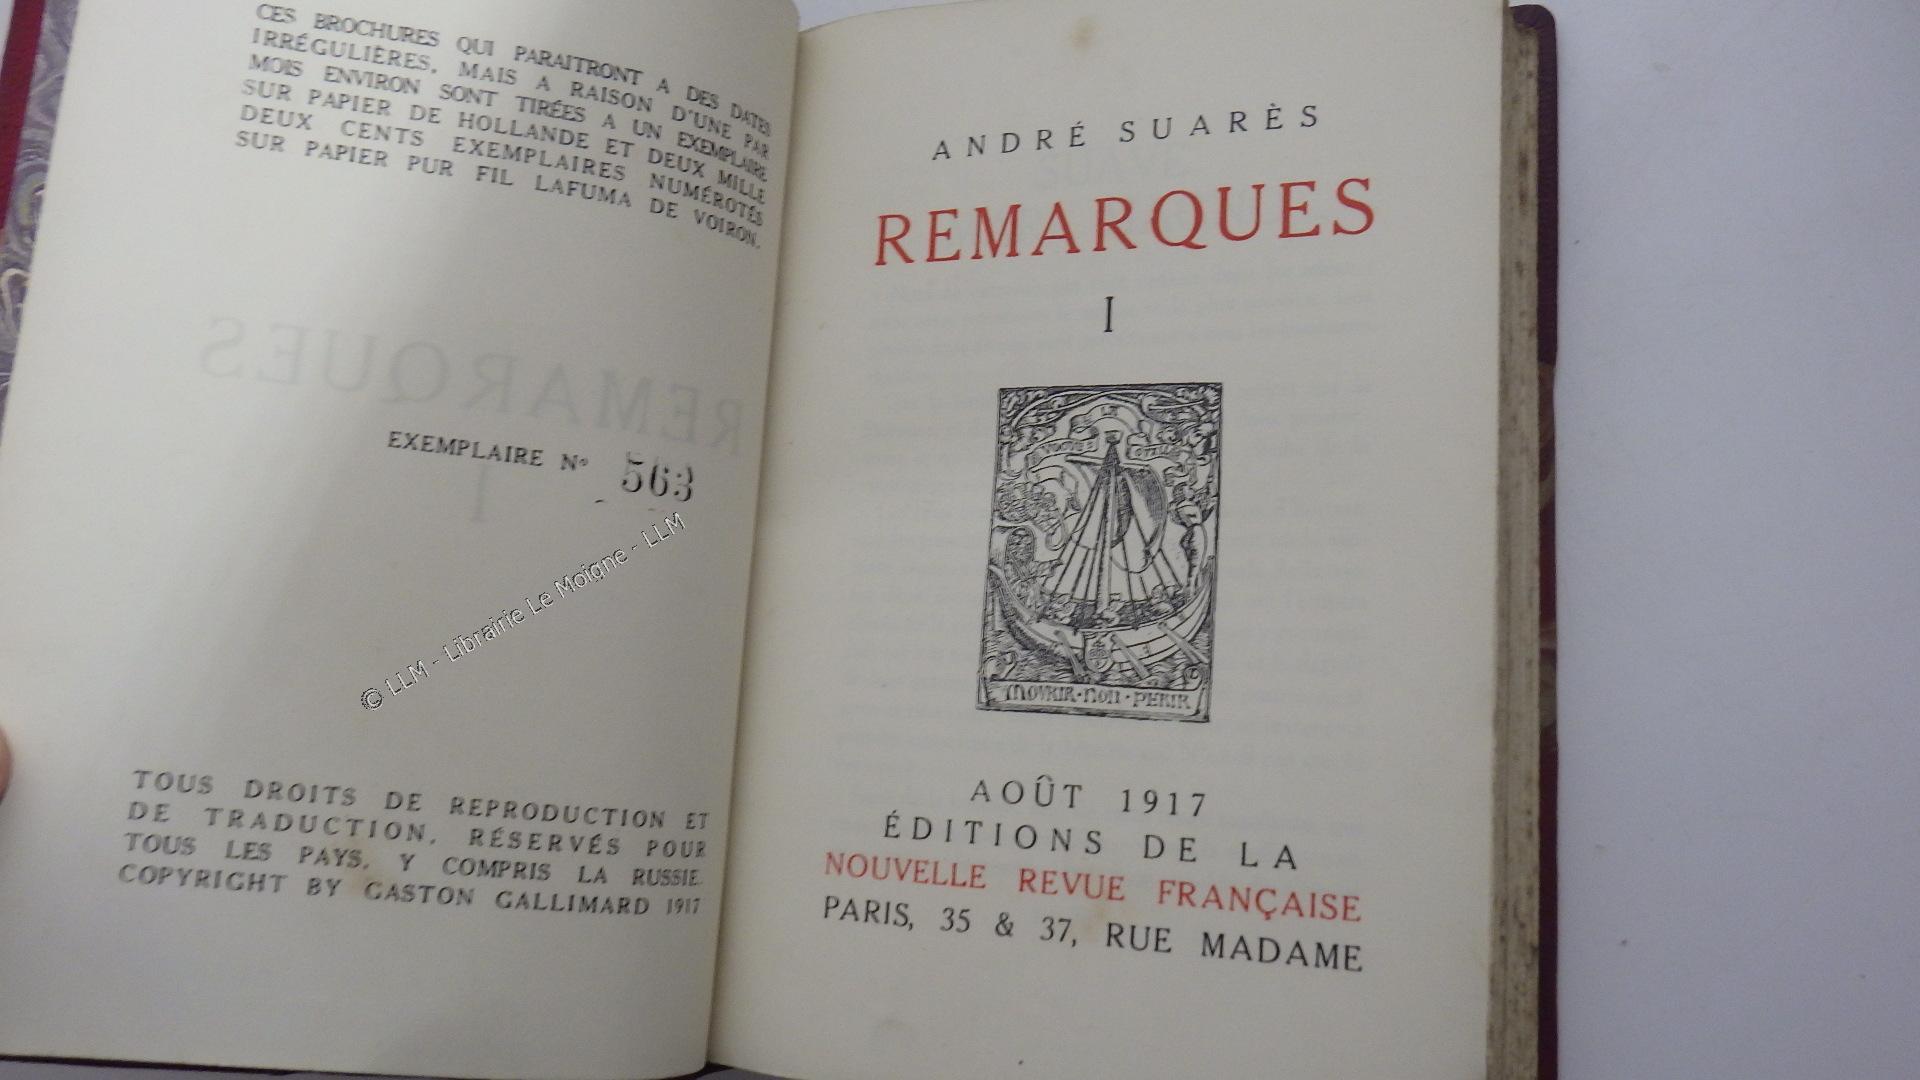 CES BROCHURES QUI PARAITRONT A DES DATES
IRRÉGULIÈRES, MAIS A RAISON D'UNE PAR
MOIS ENVIRON SONT TIRÉES A UN EXEMPLAIRE
SUR PAPIER DE HOLLANDE ET DEUX MILLE
DEUX CENTS EXEMPLAIRES NUMÉROTÉS
SUR PAPIER PUR FIL LAFUMA DE VOIRON.
EXEMPLAIRE No 563
© LLM - Librairie Le Moigne - LLM
TOUS DROITS DE REPRODUCTION ET
DE TRADUCTION, RÉSERVÉS POUR
TOUS LES PAYS, Y COMPRIS LA RUSSIE.
COPYRIGHT BY GASTON GALLIMARD 1917
ANDRÉ SUARÈS
REMARQUES
I
MOVRIR·NON·PERIR
AOÛT 1917
ÉDITIONS DE LA
NOUVELLE REVUE FRANÇAISE
PARIS, 35 & 37, RUE MADAME